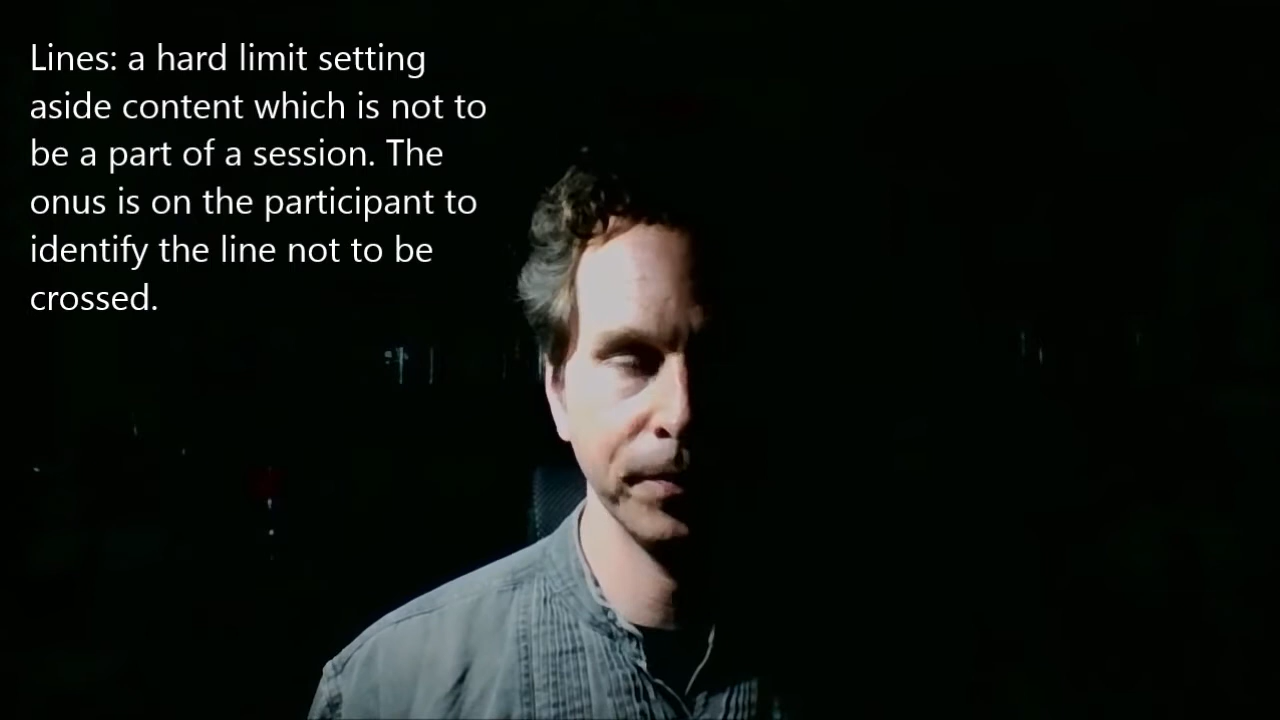 Lines: a hard limit setting
aside content which is not to
be a part of a session. The
onus is on the participant to
identify the line not to be
crossed.